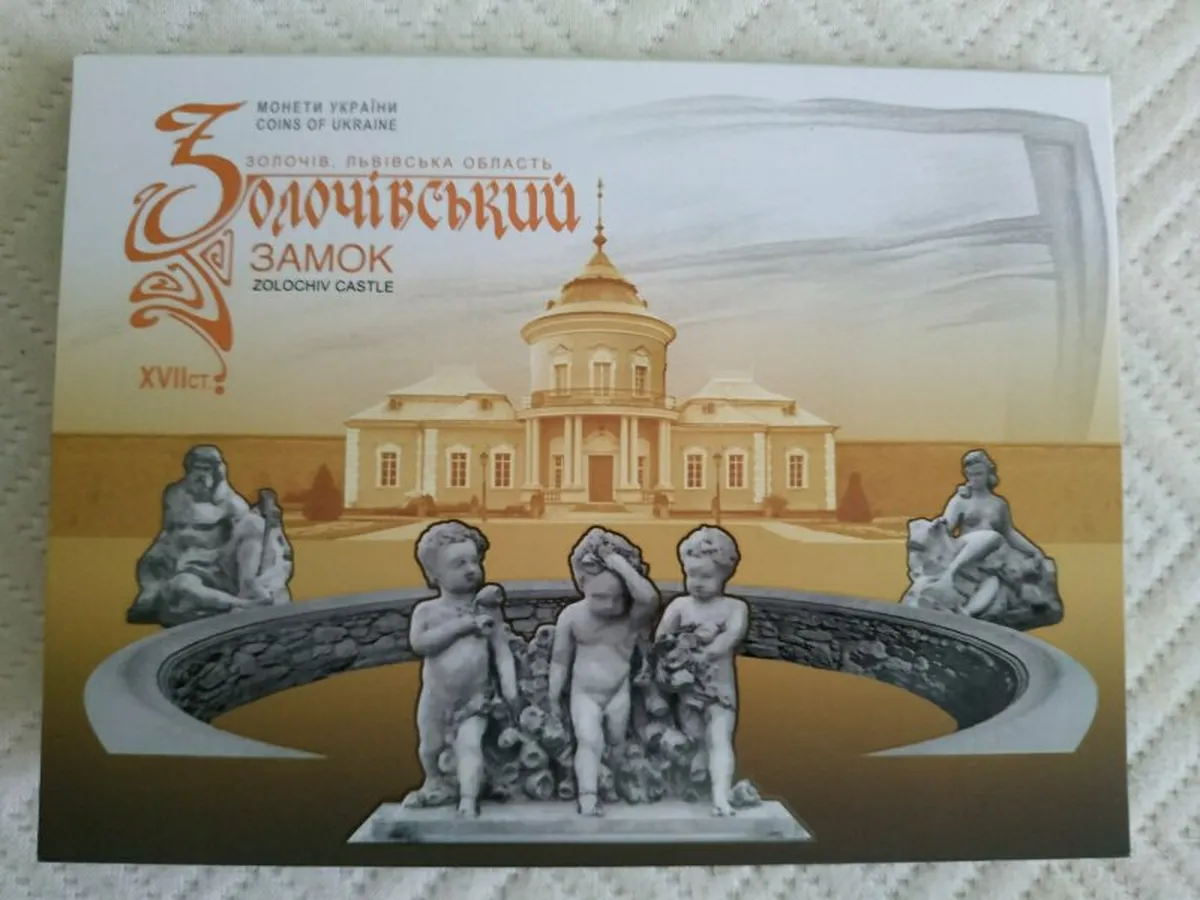 МОНЕТИ УКРАЇНИ
COINS OF UKRAINE
ЗОЛОЧІВ, ЛЬВІВСЬКА ОБЛАСТЬ
Золочівський
ЗАМОК
ZOLOCHIV CASTLE
XVIIСТ.